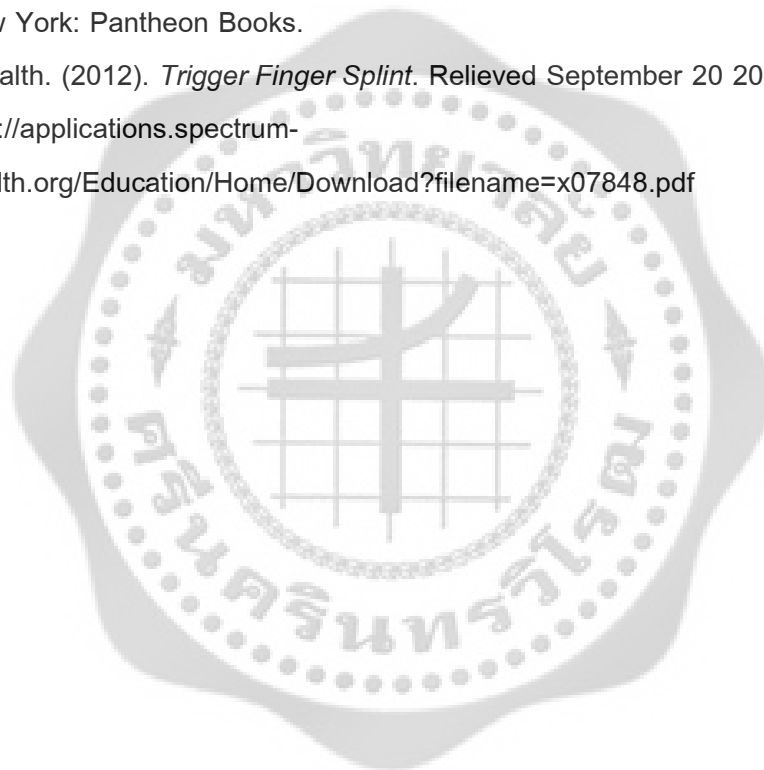 w York: Pantheon Books.
alth. (2012). Trigger Finger Splint. Relieved September 20 20
://applications.spectrum-
lth.org/Education/Home/Download?filename=x07848.pdf
มหาวิทยาลัย
ศรีนครินทรวิโรฒ